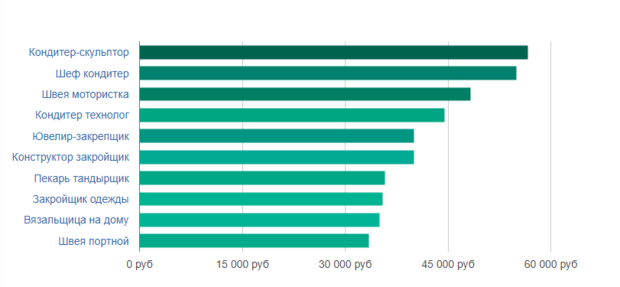 Кондитер-скульптор
Шеф кондитер
Швея мотористка
Кондитер технолог
Ювелир-закрепщик
Конструктор закройщик
Пекарь тандырщик
Закройщик одежды
Вязальщица на дому
Швея портной
0 руб 15 000 руб 30 000 руб 45 000 руб 60 000 руб